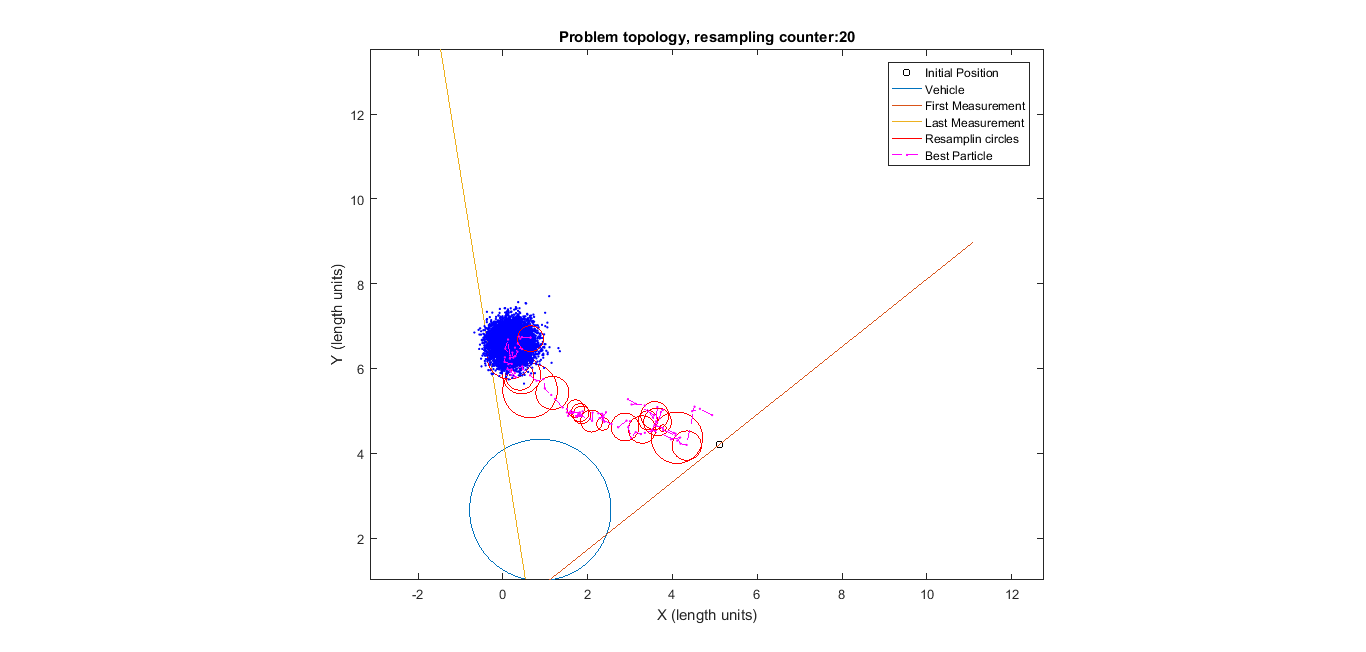 Problem topology, resampling counter:20
Initial Position
Vehicle
First Measurement
Last Measurement
Resamplin circles
Best Particle
Y (length units)
12
10
8
6
4
2
-2
0
2
4
6
8
10
12
X (length units)